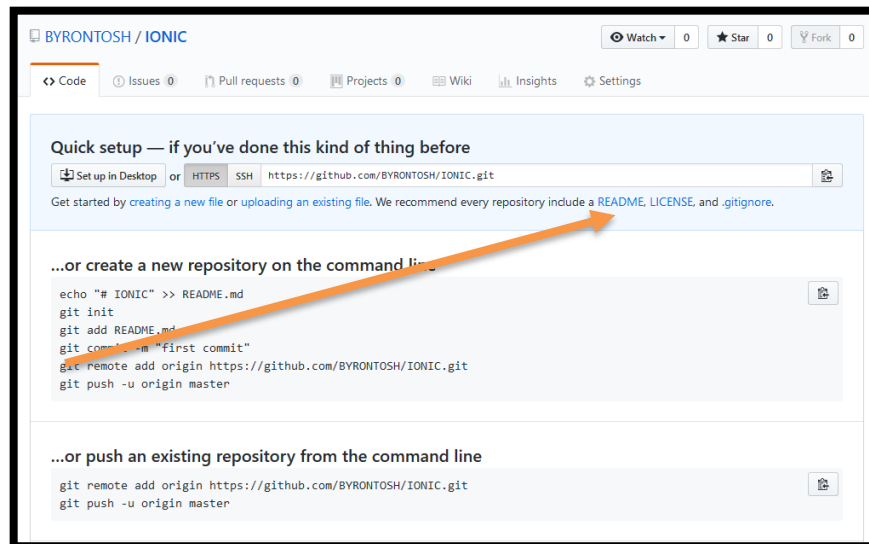 BYRONTOSH / IONIC
Watch 0 Star 0 Fork 0
Code Issues 0 Pull requests 0 Projects 0 Wiki Insights Settings
Quick setup — if you’ve done this kind of thing before
Set up in Desktop or HTTPS SSH https://github.com/BYRONTOSH/IONIC.git
Get started by creating a new file or uploading an existing file. We recommend every repository include a README, LICENSE, and .gitignore.
...or create a new repository on the command line
echo "# IONIC" >> README.md
git init
git add README.md
git commit -m "first commit"
git remote add origin https://github.com/BYRONTOSH/IONIC.git
git push -u origin master
...or push an existing repository from the command line
git remote add origin https://github.com/BYRONTOSH/IONIC.git
git push -u origin master